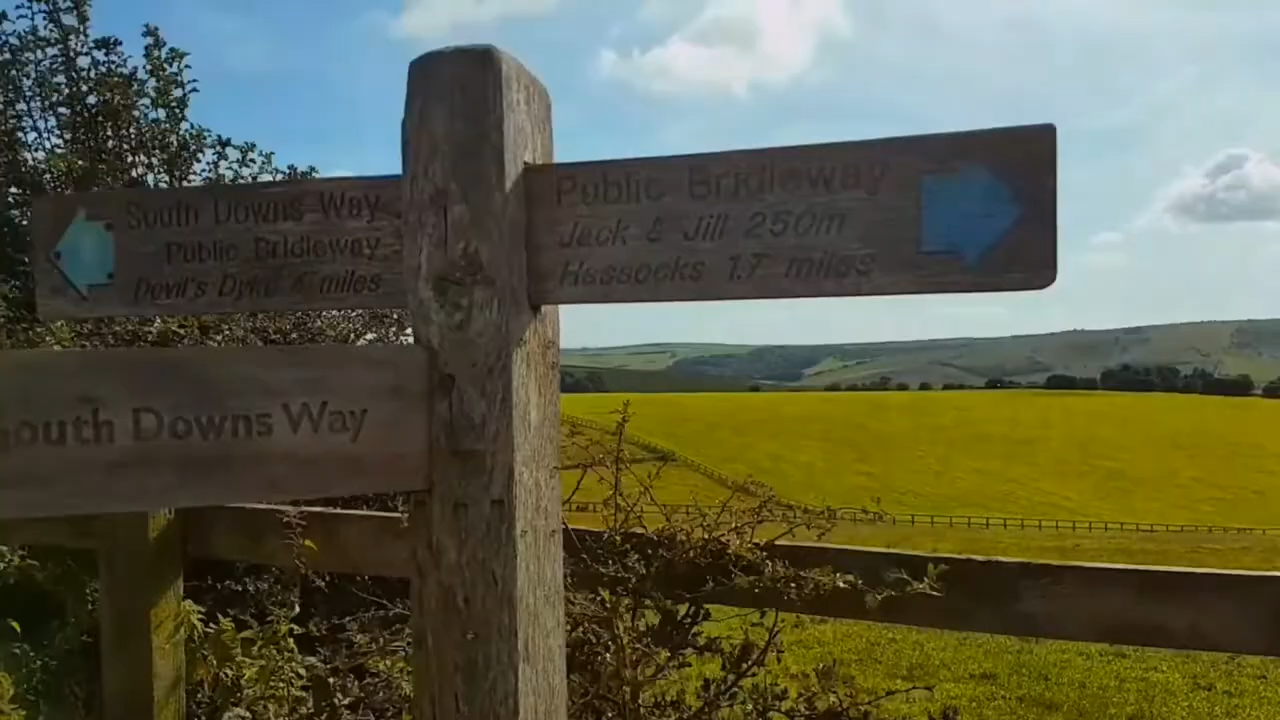 South Downs Way
Public Bridleway
Devil's Dyke miles
Public Bridleway
Jack & Jill 250m
Hassocks 1.7 miles
South Downs Way